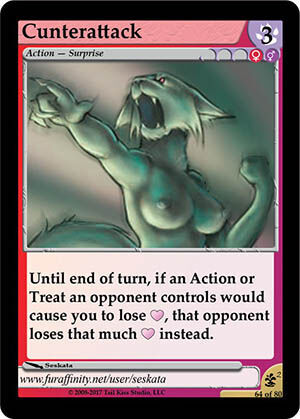 Cunterattack
3
Action — Surprise
Until end of turn, if an Action or
Treat an opponent controls would
cause you to lose 💗, that opponent
loses that much 💗 instead.
Seskata
www.furaffinity.net/user/seskata
2
© 2008-2017 Tail Kiss Studio, LLC
64 of 80